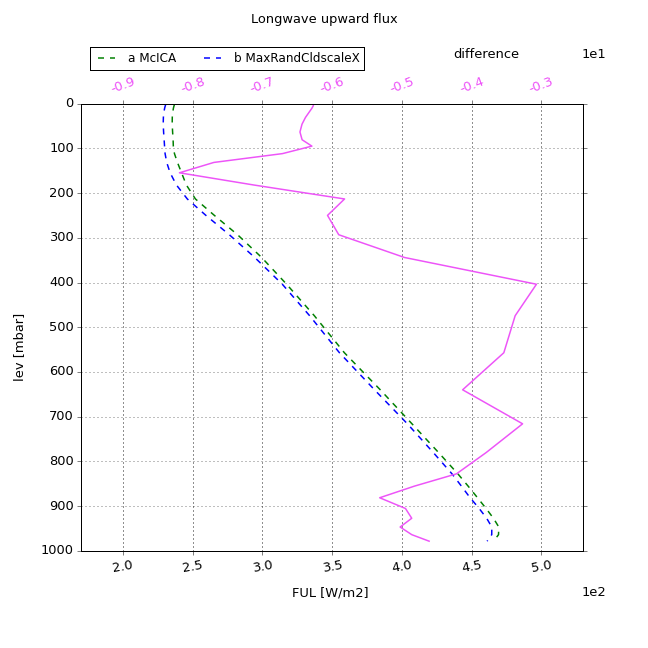 Longwave upward flux
a McICA b MaxRandCldscaleX difference 1e1
-0.9 -0.8 -0.7 -0.6 -0.5 -0.4 -0.3
0
100
200
300
400
500
600
700
800
900
1000
lev [mbar]
2.0 2.5 3.0 3.5 4.0 4.5 5.0
FUL [W/m2] 1e2